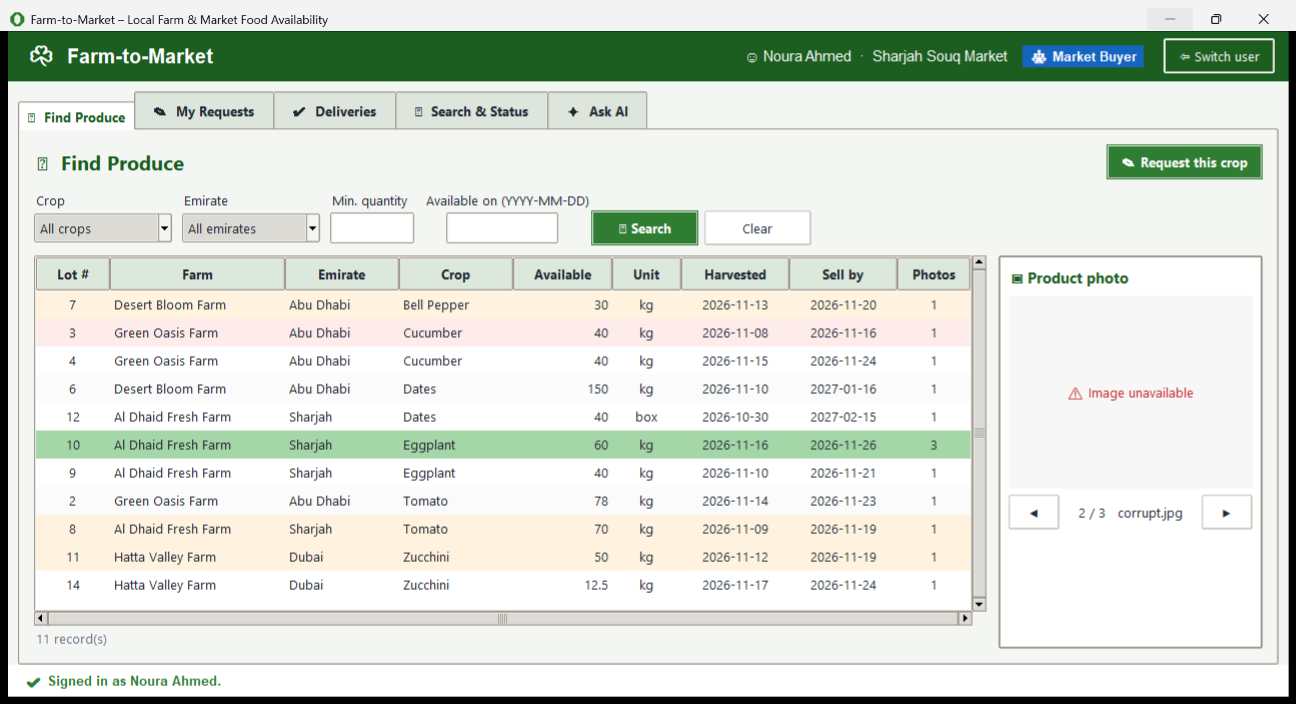 Farm-to-Market – Local Farm & Market Food Availability
Farm-to-Market
Noura Ahmed · Sharjah Souq Market
Market Buyer
Switch user
Find Produce
My Requests
Deliveries
Search & Status
Ask AI
Find Produce
Request this crop
Crop Emirate Min. quantity Available on (YYYY-MM-DD)
All crops All emirates Search Clear
Lot # Farm Emirate Crop Available Unit Harvested Sell by Photos
7 Desert Bloom Farm Abu Dhabi Bell Pepper 30 kg 2026-11-13 2026-11-20 1
3 Green Oasis Farm Abu Dhabi Cucumber 40 kg 2026-11-08 2026-11-16 1
4 Green Oasis Farm Abu Dhabi Cucumber 40 kg 2026-11-15 2026-11-24 1
6 Desert Bloom Farm Abu Dhabi Dates 150 kg 2026-11-10 2027-01-16 1
12 Al Dhaid Fresh Farm Sharjah Dates 40 box 2026-10-30 2027-02-15 1
10 Al Dhaid Fresh Farm Sharjah Eggplant 60 kg 2026-11-16 2026-11-26 3
9 Al Dhaid Fresh Farm Sharjah Eggplant 40 kg 2026-11-10 2026-11-21 1
2 Green Oasis Farm Abu Dhabi Tomato 78 kg 2026-11-14 2026-11-23 1
8 Al Dhaid Fresh Farm Sharjah Tomato 70 kg 2026-11-09 2026-11-19 1
11 Hatta Valley Farm Dubai Zucchini 50 kg 2026-11-12 2026-11-19 1
14 Hatta Valley Farm Dubai Zucchini 12.5 kg 2026-11-17 2026-11-24 1
11 record(s)
Product photo
Image unavailable
2 / 3 corrupt.jpg
Signed in as Noura Ahmed.